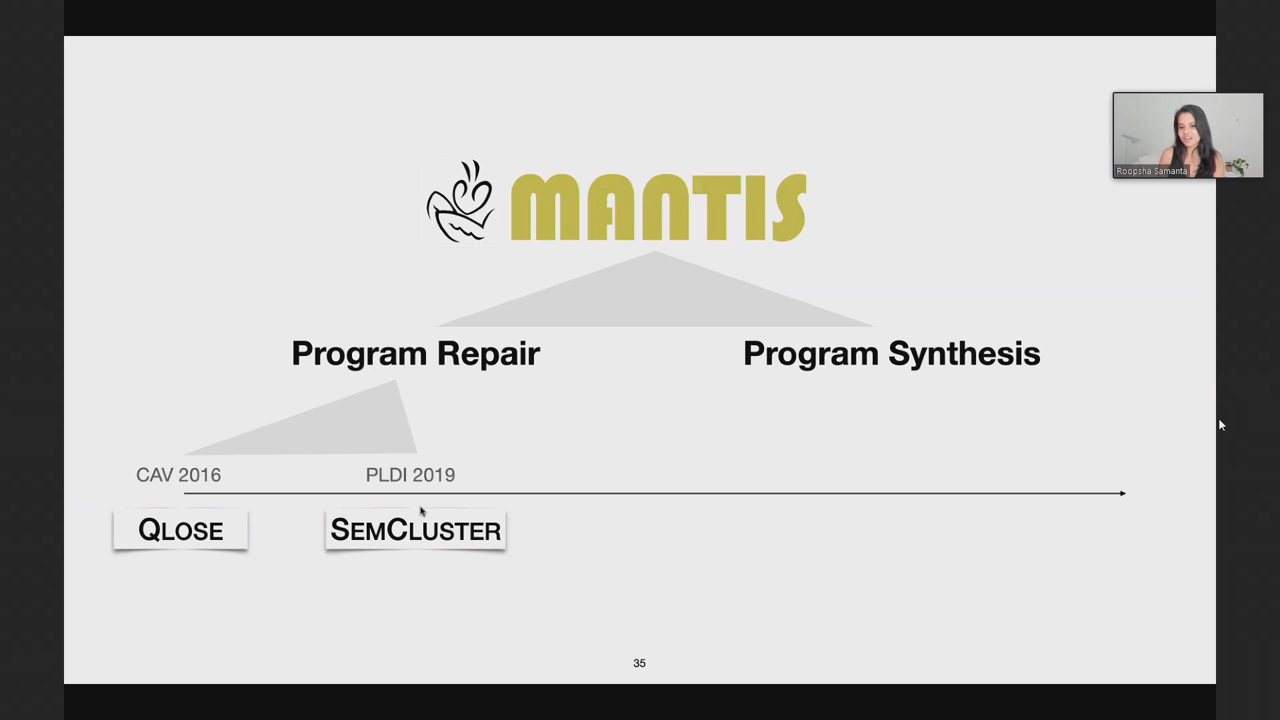 MANTIS
Roopsha Samanta
Program Repair
Program Synthesis
CAV 2016
PLDI 2019
QLOSE
SEMCLUSTER
35